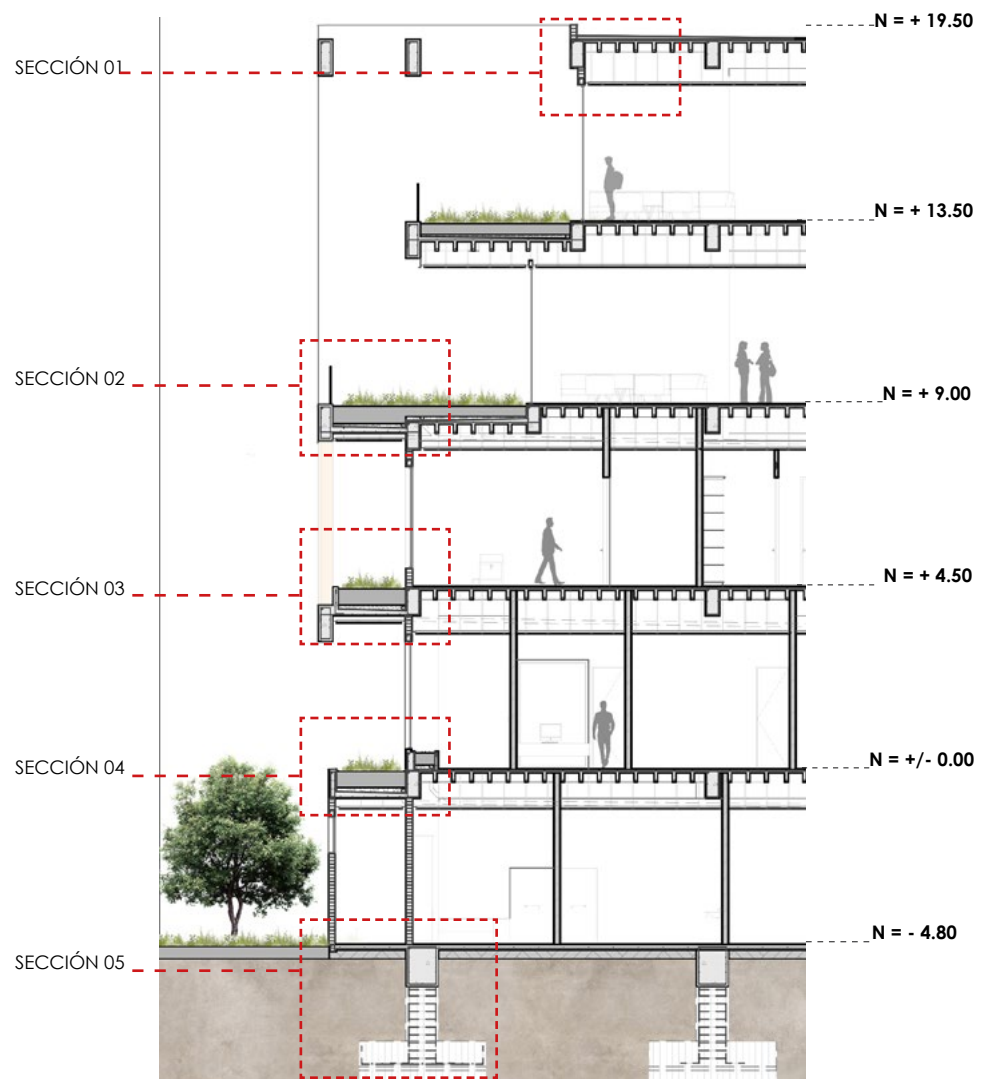 N = + 19.50
SECCIÓN 01
N = + 13.50
SECCIÓN 02
N = + 9.00
SECCIÓN 03
N = + 4.50
SECCIÓN 04
N = +/- 0.00
N = - 4.80
SECCIÓN 05